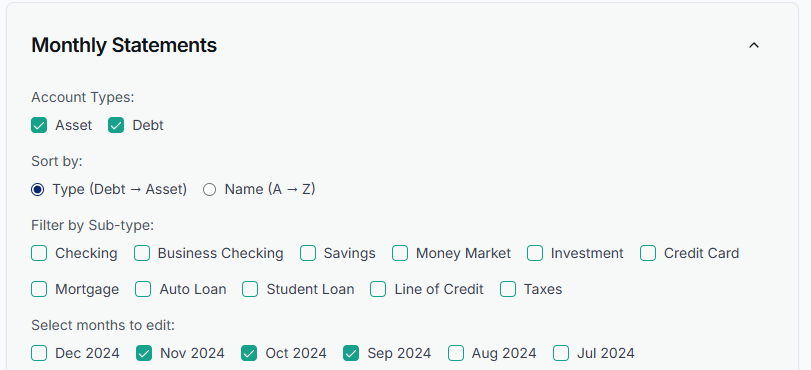 Monthly Statements
Account Types:
Asset Debt
Sort by:
Type (Debt → Asset) Name (A → Z)
Filter by Sub-type:
Checking Business Checking Savings Money Market Investment Credit Card
Mortgage Auto Loan Student Loan Line of Credit Taxes
Select months to edit:
Dec 2024 Nov 2024 Oct 2024 Sep 2024 Aug 2024 Jul 2024